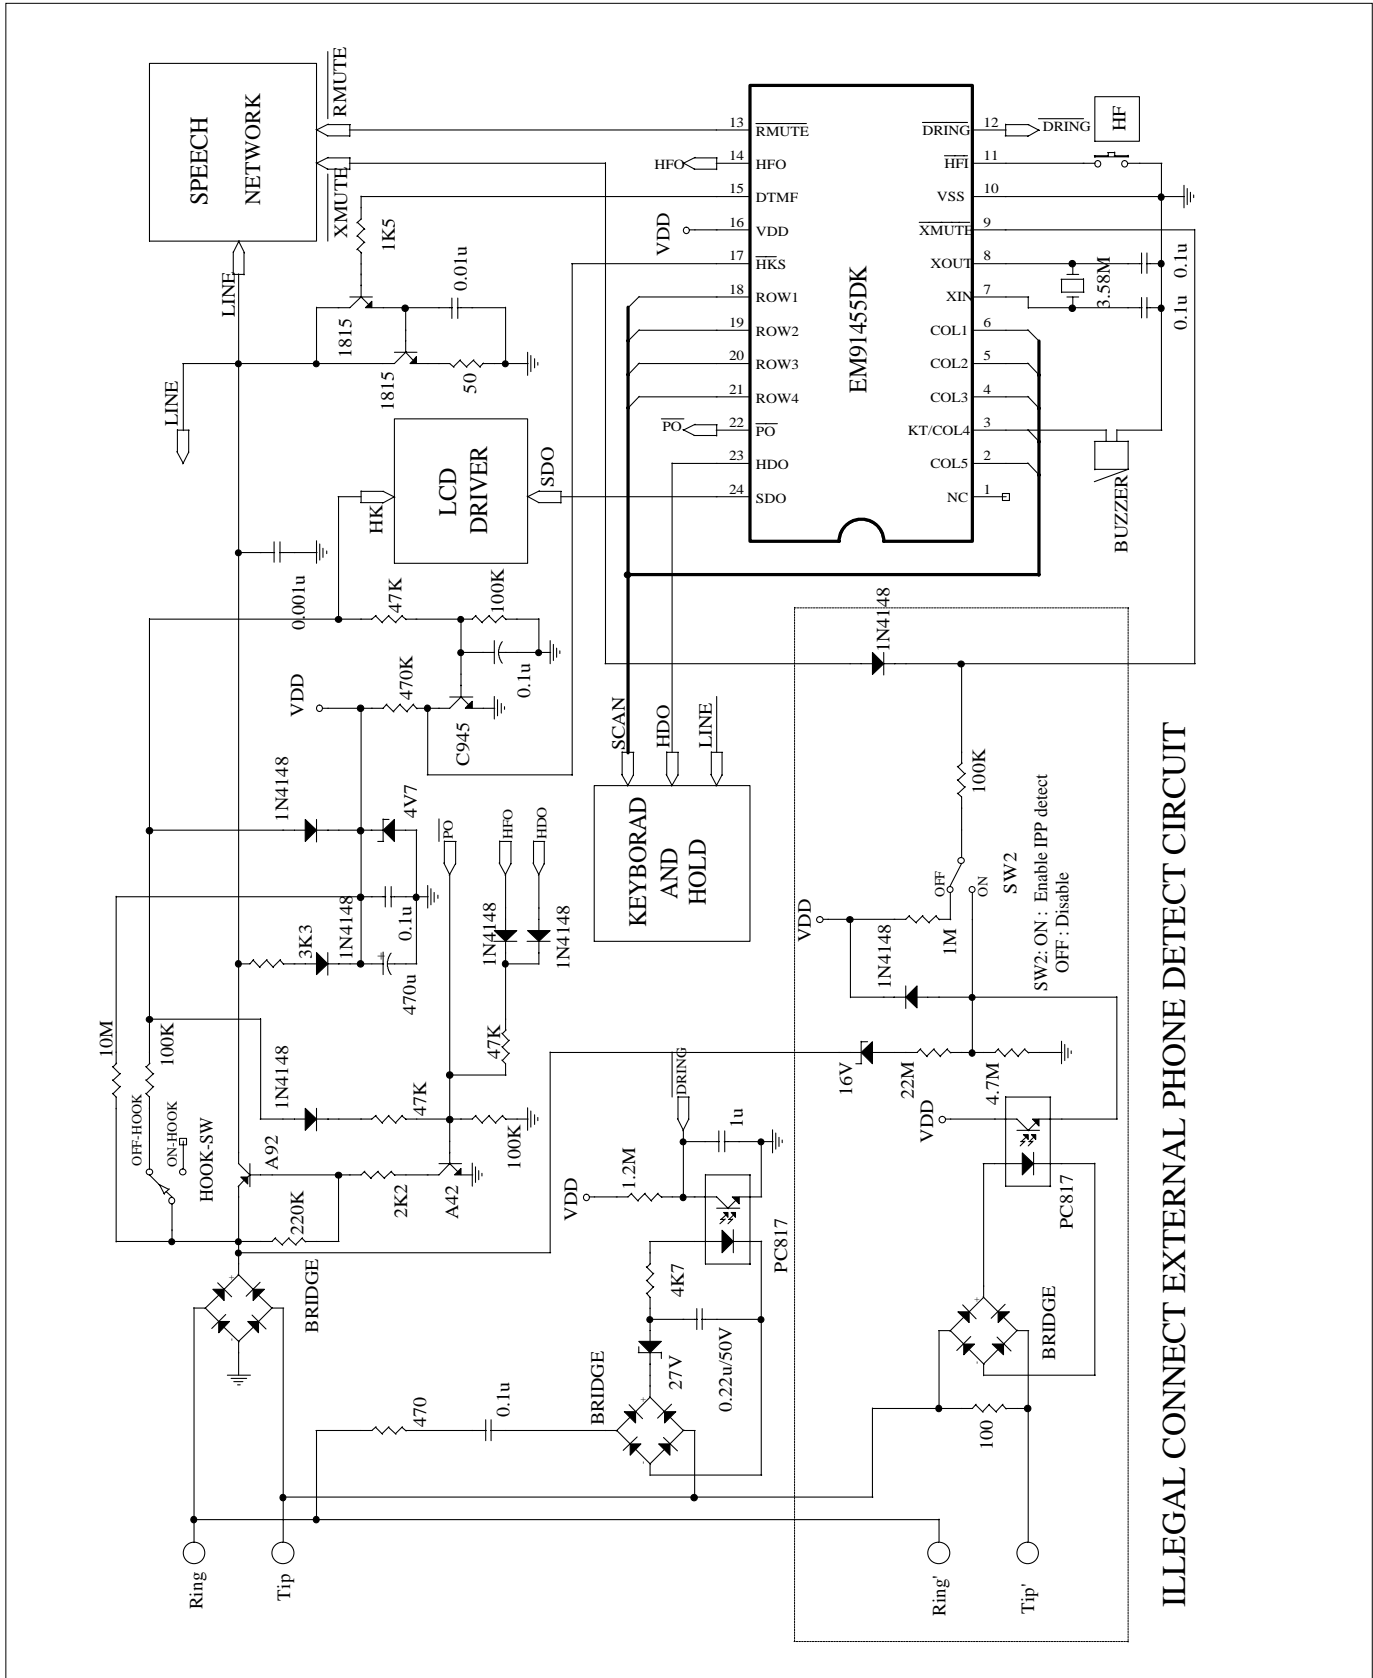 SPEECH
NETWORK
RMUTE
XMUTE
LINE
LINE
1K5
0.01u
1815
1815
50
LCD
DRIVER
HK
SDO
EM91455DK
13
RMUTE
14
HFO
HFO
15
DTMF
16
VDD
VDD
17
HKS
18
ROW1
19
ROW2
20
ROW3
21
ROW4
22
PO
PO
23
HDO
24
SDO
DRING
12
DRING
HFI
11
HF
VSS
10
XMUTE
9
XOUT
8
XIN
7
COL1
6
COL2
5
COL3
4
KT/COL4
3
COL5
2
NC
1
3.58M
0.1u
0.1u
BUZZER
0.001u
47K
100K
0.1u
470K
VDD
C945
1N4148
4V7
0.1u
1N4148
3K3
470u
10M
100K
OFF-HOOK
ON-HOOK
HOOK-SW
A92
220K
1N4148
47K
100K
2K2
A42
PO
HFO
HDO
1N4148
1N4148
47K
SCAN
HDO
LINE
KEYBORAD
AND
HOLD
BRIDGE
+
-
Ring
Tip
470
0.1u
BRIDGE
+
-
27V
0.22u/50V
4K7
PC817
VDD
1.2M
DRING
1u
1N4148
100K
SW2
OFF
ON
SW2: ON : Enable IPP detect
OFF : Disable
VDD
1M
1N4148
16V
22M
4.7M
VDD
PC817
BRIDGE
+
-
100
Ring'
Tip'
ILLEGAL CONNECT EXTERNAL PHONE DETECT CIRCUIT